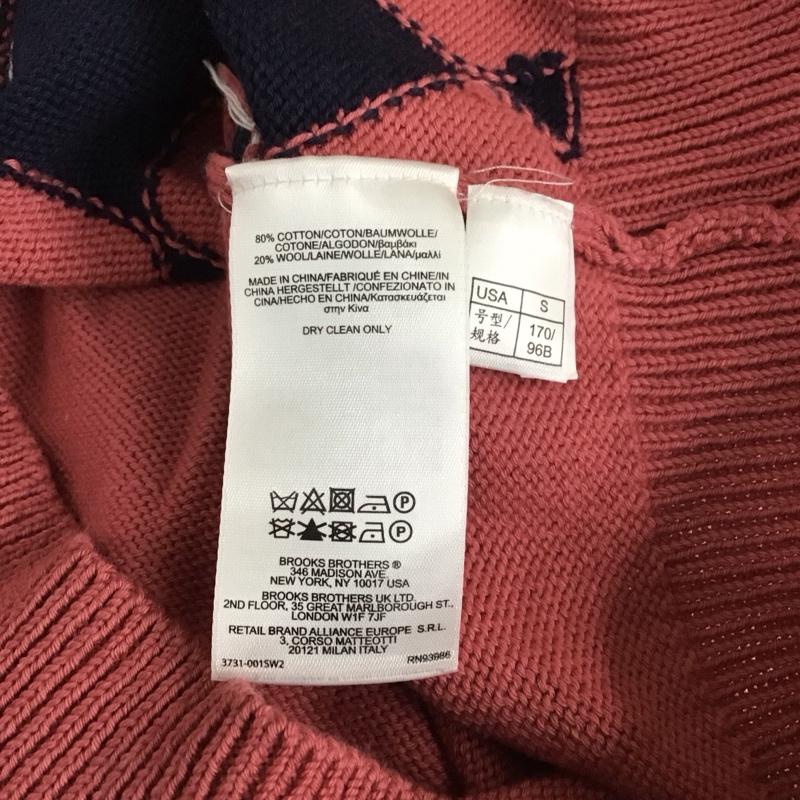 80% COTTON/COTON/BAUMWOLLE/
COTONE/ALGODON/βαμβάκι
20% WOOL/LAINE/WOLLE/LANA/μαλλί
MADE IN CHINA/FABRIQUÉ EN CHINE/IN
CHINA HERGESTELLT /CONFEZIONATO IN
CINA/HECHO EN CHINA/Κατασκευάζεται
στην Κίνα
DRY CLEAN ONLY
P
P
BROOKS BROTHERS ®
346 MADISON AVE.
NEW YORK, NY 10017 USA
BROOKS BROTHERS UK LTD.
2ND FLOOR, 35 GREAT MARLBOROUGH ST.,
LONDON W1F 7JF
RETAIL BRAND ALLIANCE EUROPE S.R.L.
3, CORSO MATTEOTTI
20121 MILAN ITALY
3731-001SW2 RN93986
USA S
号型/ 170/
规格 96B